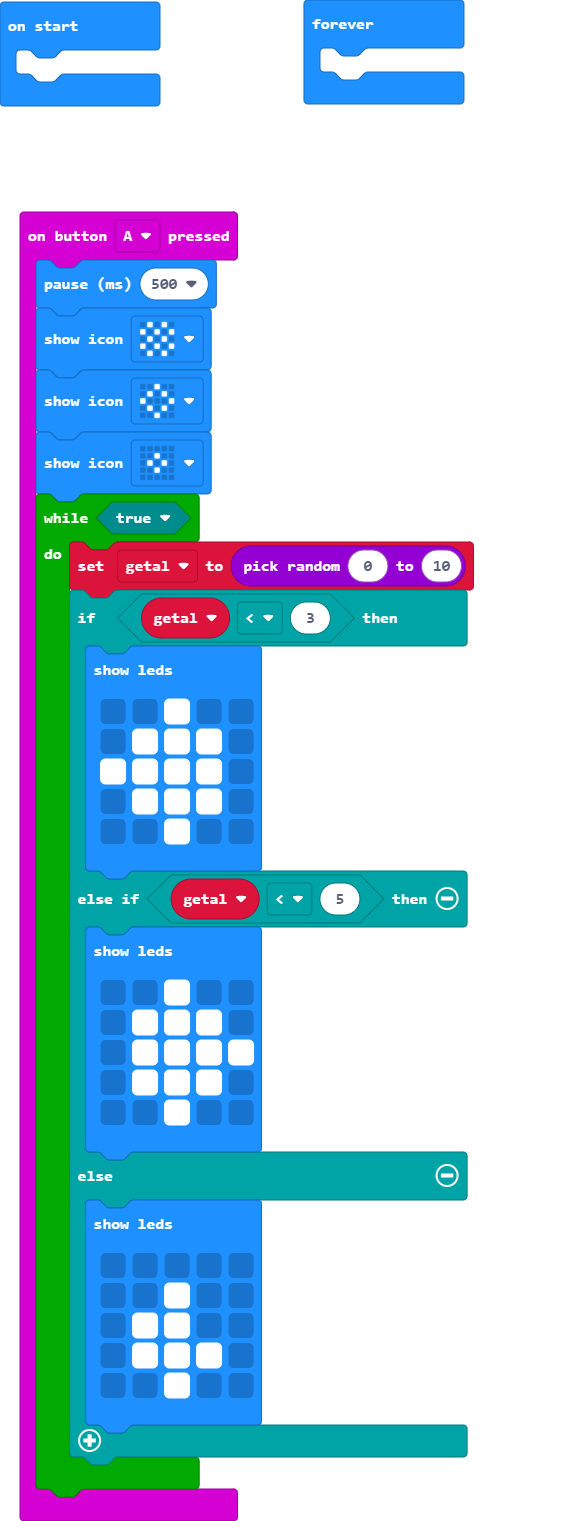 on start
forever
on button A pressed
pause (ms) 500
show icon
show icon
show icon
while true
do
set getal to pick random 0 to 10
if getal < 3 then
show leds
else if getal < 5 then
show leds
else
show leds